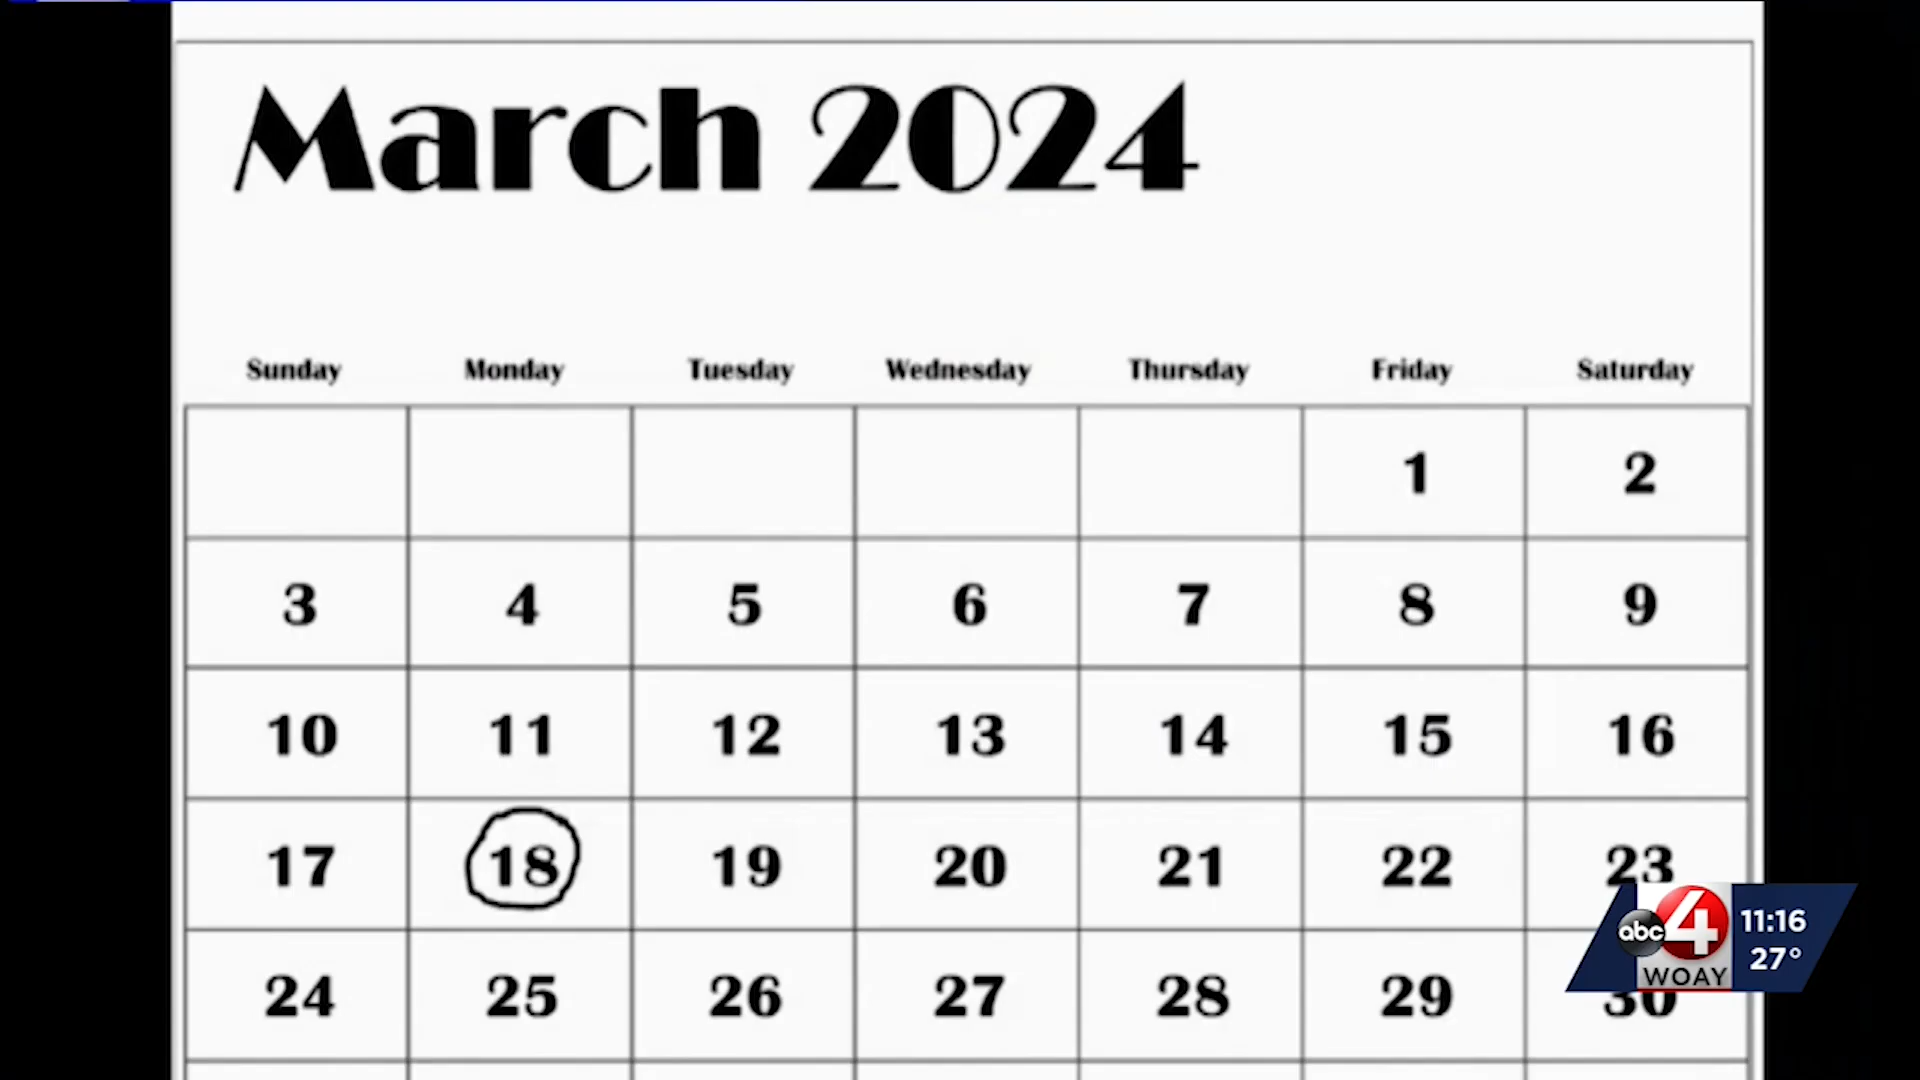 March 2024
Sunday Monday Tuesday Wednesday Thursday Friday Saturday
1 2
3 4 5 6 7 8 9
10 11 12 13 14 15 16
17 18 19 20 21 22 23
24 25 26 27 28 29 30
abc 4 WOAY
11:16
27°